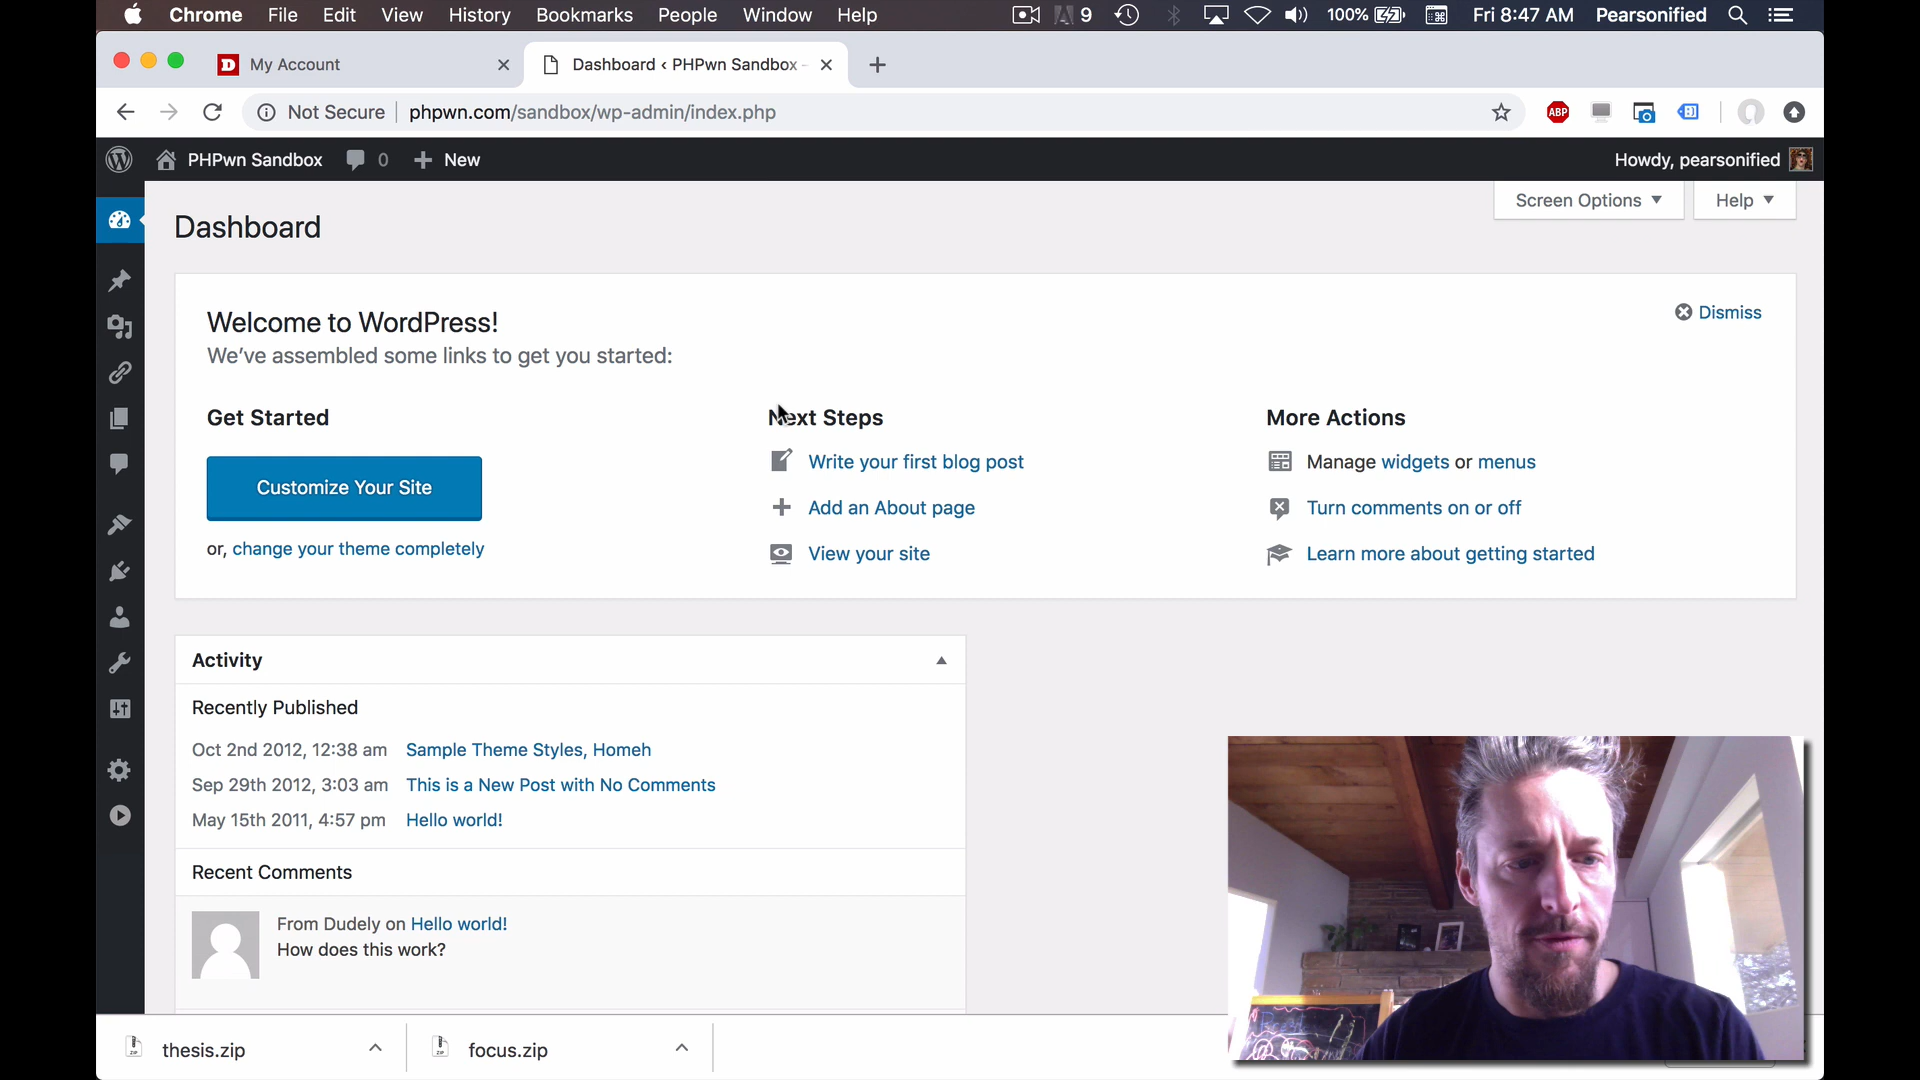 Chrome File Edit View History Bookmarks People Window Help 9 100% Fri 8:47 AM Pearsonified
D My Account Dashboard ‹ PHPwn Sandbox -
Not Secure phpwn.com/sandbox/wp-admin/index.php ABP
PHPwn Sandbox 0 New Howdy, pearsonified
Screen Options Help
Dashboard
Welcome to WordPress!
Dismiss
We've assembled some links to get you started:
Get Started
Customize Your Site
or, change your theme completely
Next Steps
Write your first blog post
Add an About page
View your site
More Actions
Manage widgets or menus
Turn comments on or off
Learn more about getting started
Activity
Recently Published
Oct 2nd 2012, 12:38 am Sample Theme Styles, Homeh
Sep 29th 2012, 3:03 am This is a New Post with No Comments
May 15th 2011, 4:57 pm Hello world!
Recent Comments
From Dudely on Hello world!
How does this work?
thesis.zip focus.zip